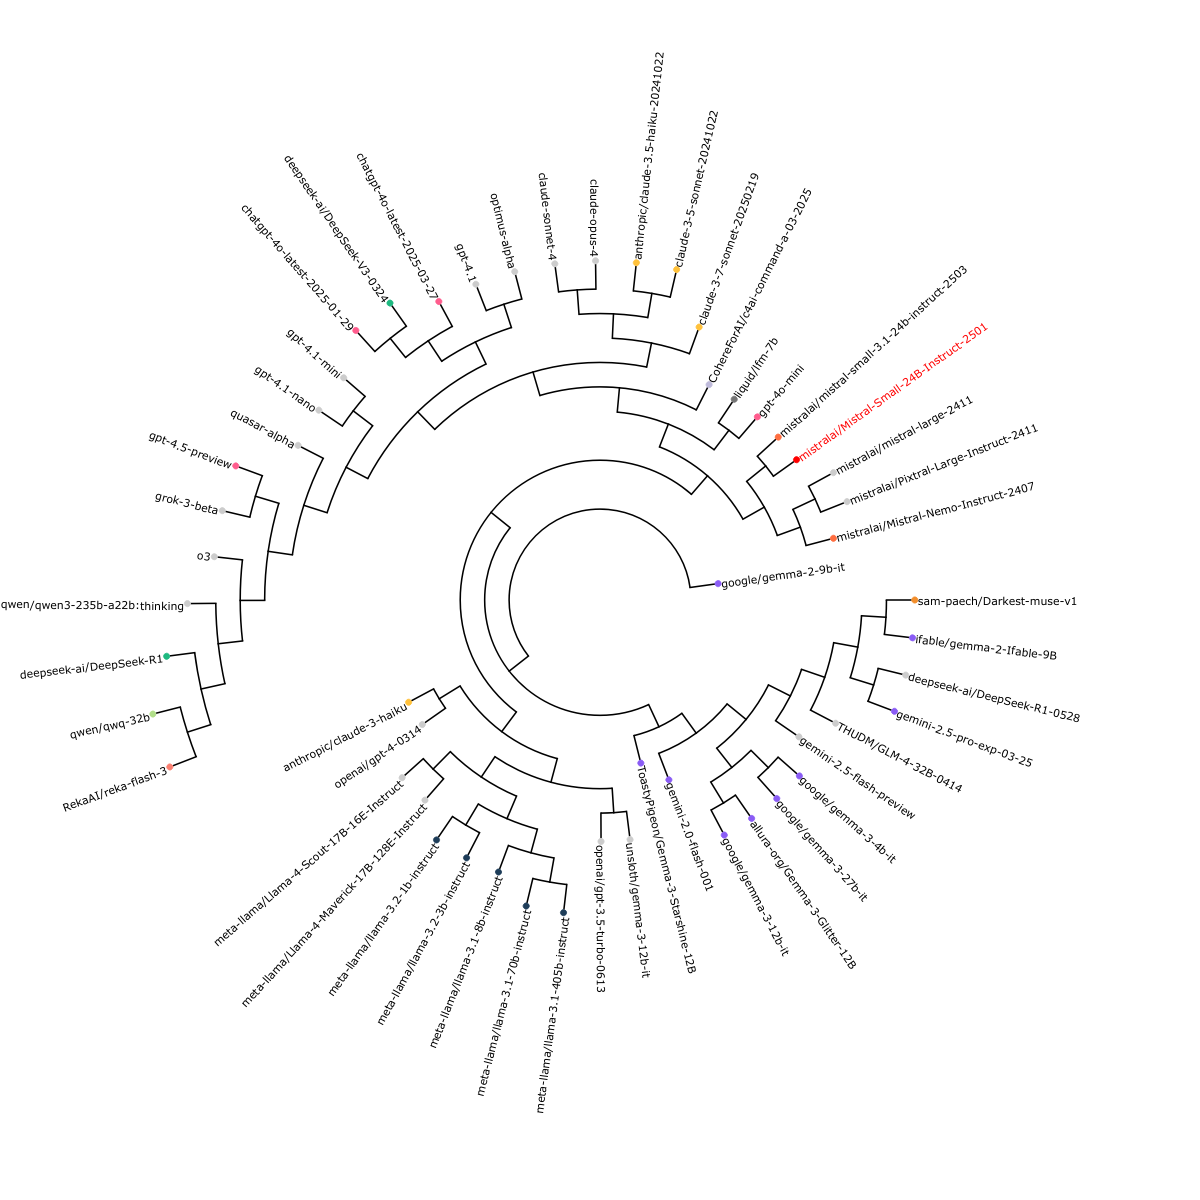 anthropic/claude-3.5-haiku-20241022
claude-3-5-sonnet-20241022
claude-3-7-sonnet-20250219
CohereForAI/c4ai-command-a-03-2025
liquid/lfm-7b
gpt-4o-mini
mistralai/mistral-small-3.1-24b-instruct-2503
mistralai/Mistral-Small-24B-Instruct-2501
mistralai/mistral-large-2411
mistralai/Pixtral-Large-Instruct-2411
mistralai/Mistral-Nemo-Instruct-2407
google/gemma-2-9b-it
sam-paech/Darkest-muse-v1
ifable/gemma-2-Ifable-9B
deepseek-ai/DeepSeek-R1-0528
gemini-2.5-pro-exp-03-25
THUDM/GLM-4-32B-0414
gemini-2.5-flash-preview
google/gemma-3-4b-it
google/gemma-3-27b-it
allura-org/Gemma-3-Glitter-12B
google/gemma-3-12b-it
gemini-2.0-flash-001
ToastyPigeon/Gemma-3-Starshine-12B
unsloth/gemma-3-12b-it
openai/gpt-3.5-turbo-0613
meta-llama/llama-3.1-405b-instruct
meta-llama/llama-3.1-70b-instruct
meta-llama/llama-3.1-8b-instruct
meta-llama/llama-3.2-3b-instruct
meta-llama/llama-3.2-1b-instruct
meta-llama/Llama-4-Maverick-17B-128E-Instruct
meta-llama/Llama-4-Scout-17B-16E-Instruct
openai/gpt-4-0314
anthropic/claude-3-haiku
RekaAI/reka-flash-3
qwen/qwq-32b
deepseek-ai/DeepSeek-R1
qwen/qwen3-235b-a22b:thinking
o3
grok-3-beta
gpt-4.5-preview
quasar-alpha
gpt-4.1-nano
gpt-4.1-mini
chatgpt-4o-latest-2025-01-29
deepseek-ai/DeepSeek-V3-0324
chatgpt-4o-latest-2025-03-27
gpt-4.1
optimus-alpha
claude-sonnet-4
claude-opus-4